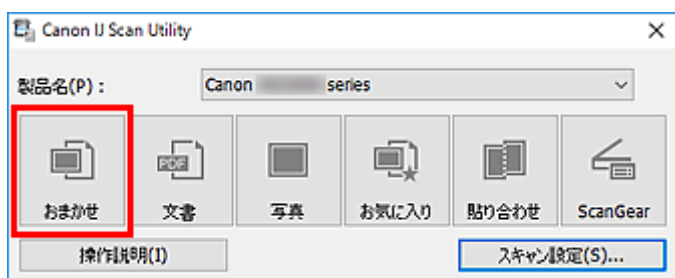 Canon IJ Scan Utility
製品名(P) : Canon series
PDF
おまかせ 文書 写真 お気に入り 貼り合わせ ScanGear
操作説明(I) スキャン設定(S)...